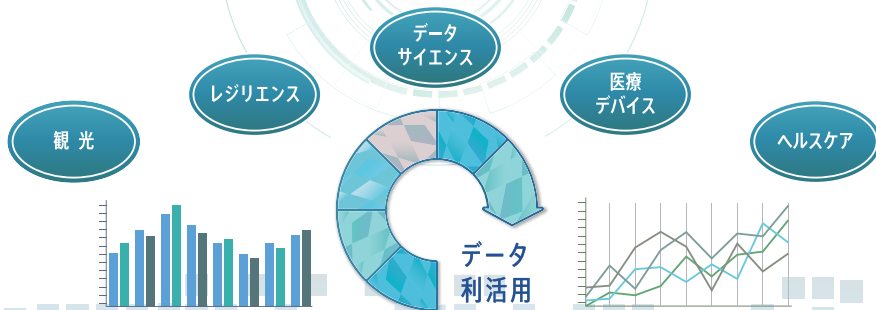 データ
サイエンス
レジリエンス
医療
デバイス
観 光
ヘルスケア
データ
利活用